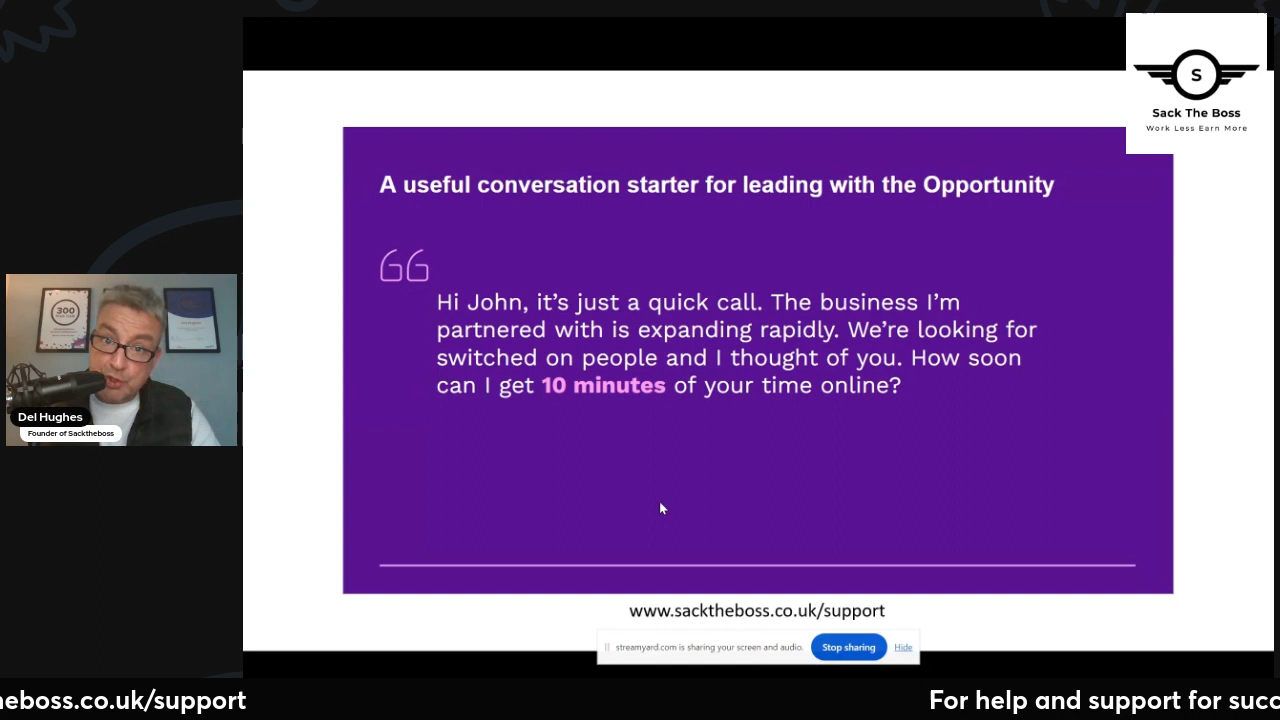 S
Sack The Boss
Work Less Earn More
A useful conversation starter for leading with the Opportunity
Hi John, it’s just a quick call. The business I’m
partnered with is expanding rapidly. We’re looking for
switched on people and I thought of you. How soon
can I get 10 minutes of your time online?
300
Del Hughes
Founder of Sacktheboss
www.sacktheboss.co.uk/support
streamyard.com is sharing your screen and audio.
Stop sharing
Hide
heboss.co.uk/support
For help and support for succ